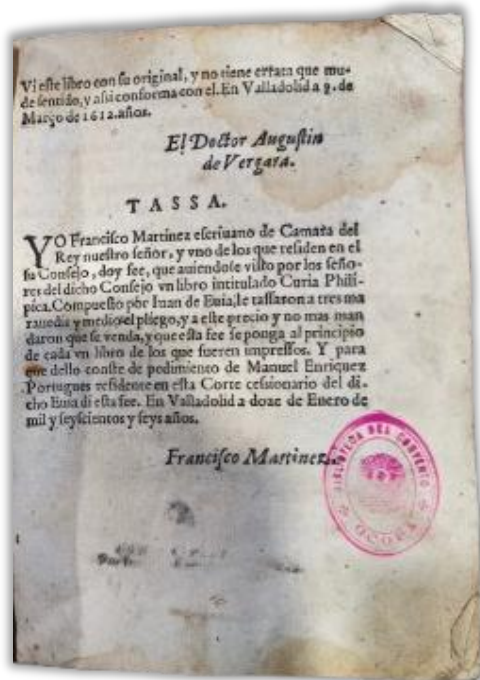 Vi este libro con su original, y no tiene errata que mu-
de sentido, y assi conforma con el. En Valladolid a 9. de
Março de 1612. años.
El Doctor Augustin
de Vergara.
TASSA.
YO Francisco Martinez escriuano de Camara del
Rey nuestro señor, y vno de los que residen en el
su Consejo, doy fee, que auiendose visto por los seño-
res del dicho Consejo vn libro intitulado Curia Phili-
pica. Compuesto por Iuan de Euia, le tassaron a tres ma
rauedis y medio el pliego, y a este precio y no mas man
daron que se venda, y que esta fee se ponga al principio
de cada vn libro de los que fueren impressos. Y para
que dello conste de pedimiento de Manuel Enriquez
Portugues residente en esta Corte cessionario del di-
cho Euia di esta fee. En Valladolid a doze de Enero de
mil y seyscientos y seys años.
Francisco Martinez.
BIBLIOTECA DEL CONVENTO
OCOPA